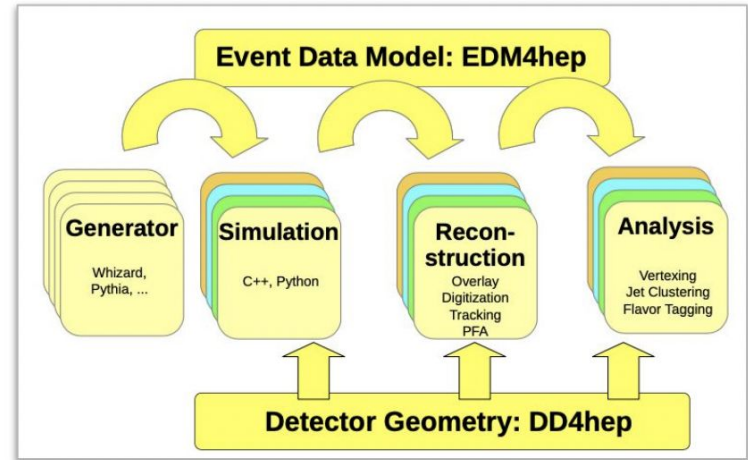 Event Data Model: EDM4hep
Generator
Whizard,
Pythia, ...
Simulation
C++, Python
Recon-
struction
Overlay
Digitization
Tracking
PFA
Analysis
Vertexing
Jet Clustering
Flavor Tagging
Detector Geometry: DD4hep